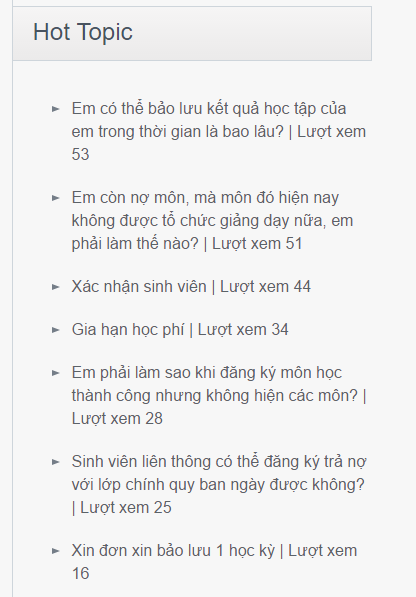 Hot Topic
► Em có thể bảo lưu kết quả học tập của
em trong thời gian là bao lâu? | Lượt xem
53
► Em còn nợ môn, mà môn đó hiện nay
không được tổ chức giảng dạy nữa, em
phải làm thế nào? | Lượt xem 51
► Xác nhận sinh viên | Lượt xem 44
► Gia hạn học phí | Lượt xem 34
► Em phải làm sao khi đăng ký môn học
thành công nhưng không hiện các môn? |
Lượt xem 28
► Sinh viên liên thông có thể đăng ký trả nợ
với lớp chính quy ban ngày được không?
| Lượt xem 25
► Xin đơn xin bảo lưu 1 học kỳ | Lượt xem
16